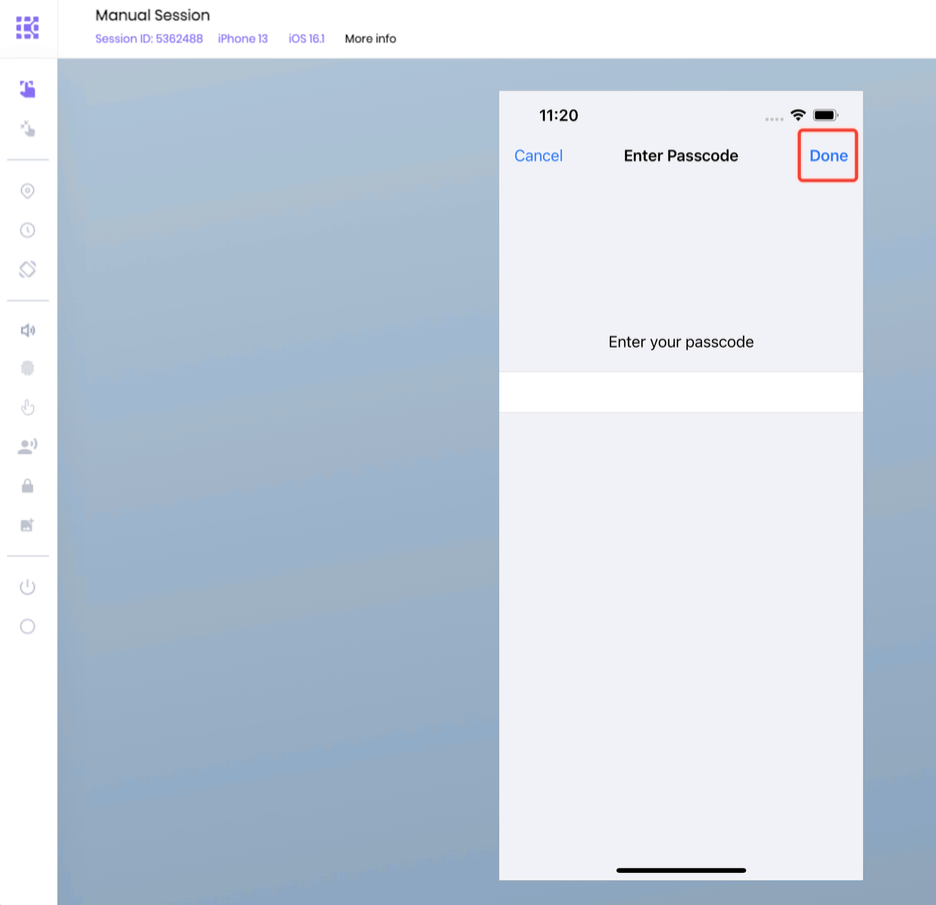 Manual Session
Session ID: 5362488 iPhone 13 iOS 16.1 More info
11:20
Cancel Enter Passcode Done
Enter your passcode